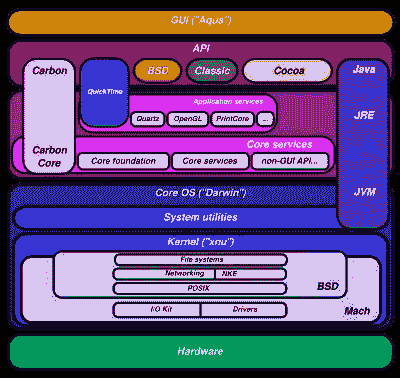 GUI ("Aqua")
API
Carbon
QuickTime
BSD
Classic
Cocoa
Java
Application services
Quartz
OpenGL
PrintCore
...
JRE
Core services
Carbon
Core
Core foundation
Core services
non-GUI API...
Core OS ("Darwin")
JVM
System utilities
Kernel ("xnu")
File systems
Networking
NKE
POSIX
BSD
I/O Kit
Drivers
Mach
Hardware